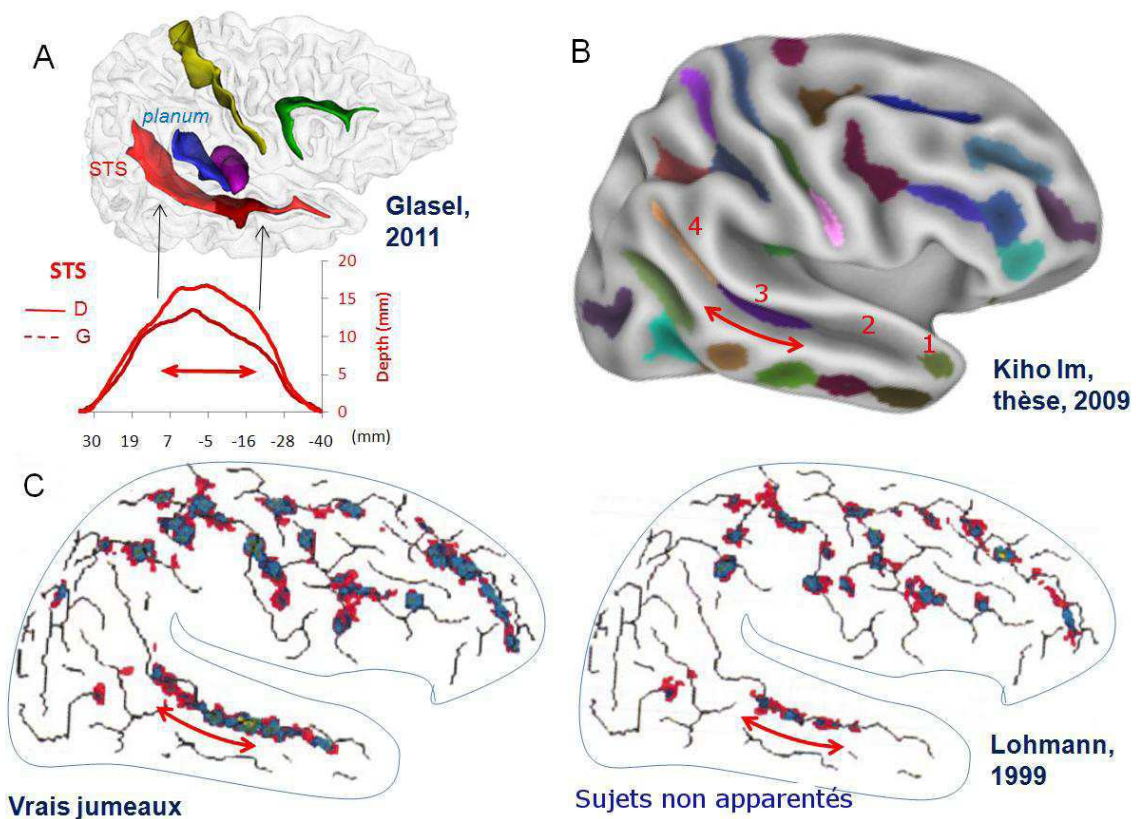 A
planum
STS
Glasel,
2011
STS
D
G
20
15
10
5
0
Depth (mm)
30 19 7 -5 -16 -28 -40 (mm)
B
4
3
2
1
Kiho Im,
thèse, 2009
C
Vrais jumeaux
Sujets non apparentés
Lohmann,
1999